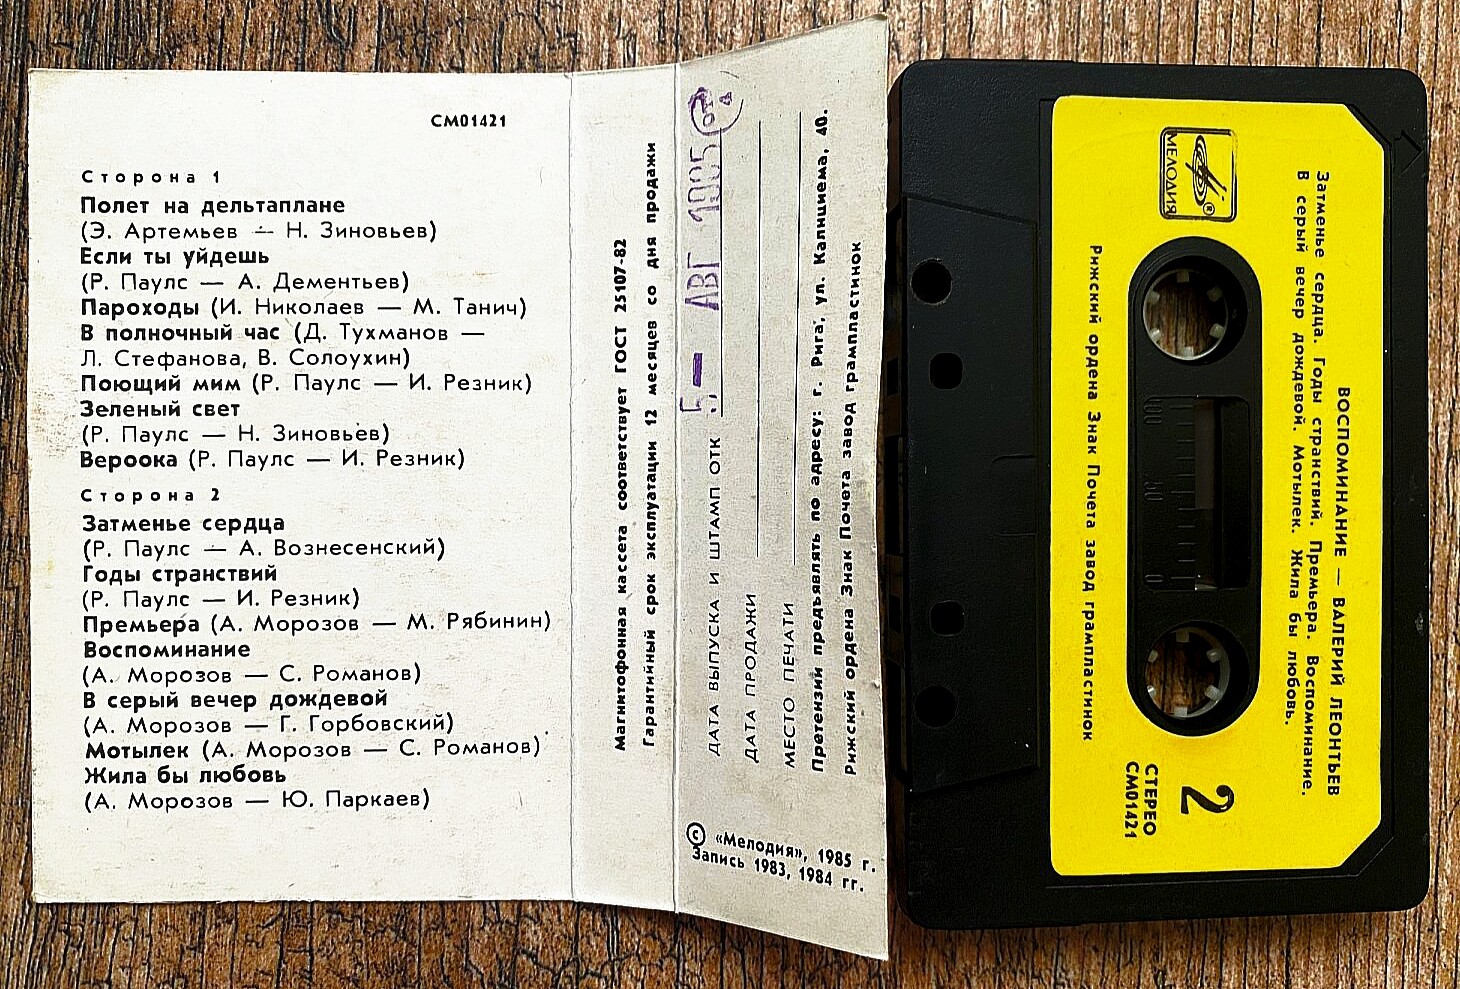 СМ01421
Сторона 1
Полет на дельтаплане
(Э. Артемьев — Н. Зиновьев)
Если ты уйдешь
(Р. Паулс — А. Дементьев)
Пароходы (И. Николаев — М. Танич)
В полночный час (Д. Тухманов —
Л. Стефанова, В. Солоухин)
Поющий мим (Р. Паулс — И. Резник)
Зеленый свет
(Р. Паулс — Н. Зиновьев)
Вероока (Р. Паулс — И. Резник)
Сторона 2
Затменье сердца
(Р. Паулс — А. Вознесенский)
Годы странствий
(Р. Паулс — И. Резник)
Премьера (А. Морозов — М. Рябинин)
Воспоминание
(А. Морозов — С. Романов)
В серый вечер дождевой
(А. Морозов — Г. Горбовский)
Мотылек (А. Морозов — С. Романов)
Жила бы любовь
(А. Морозов — Ю. Паркаев)
Магнитофонная кассета соответствует ГОСТ 25107-82
Гарантийный срок эксплуатации 12 месяцев со дня продажи
ДАТА ВЫПУСКА И ШТАМП ОТК 5,— АВГ 1985
ДАТА ПРОДАЖИ
МЕСТО ПЕЧАТИ
Претензии предъявлять по адресу: г. Рига, ул. Калнциема, 40.
Рижский ордена Знак Почета завод грампластинок
© «Мелодия», 1985 г.
Запись 1983, 1984 гг.
МЕЛОДИЯ
®
ВОСПОМИНАНИЕ — ВАЛЕРИЙ ЛЕОНТЬЕВ
Затменье сердца. Годы странствий. Премьера. Воспоминание.
В серый вечер дождевой. Мотылек. Жила бы любовь.
100 50 0
2
СТЕРЕО
СМ01421
Рижский ордена Знак Почета завод грампластинок